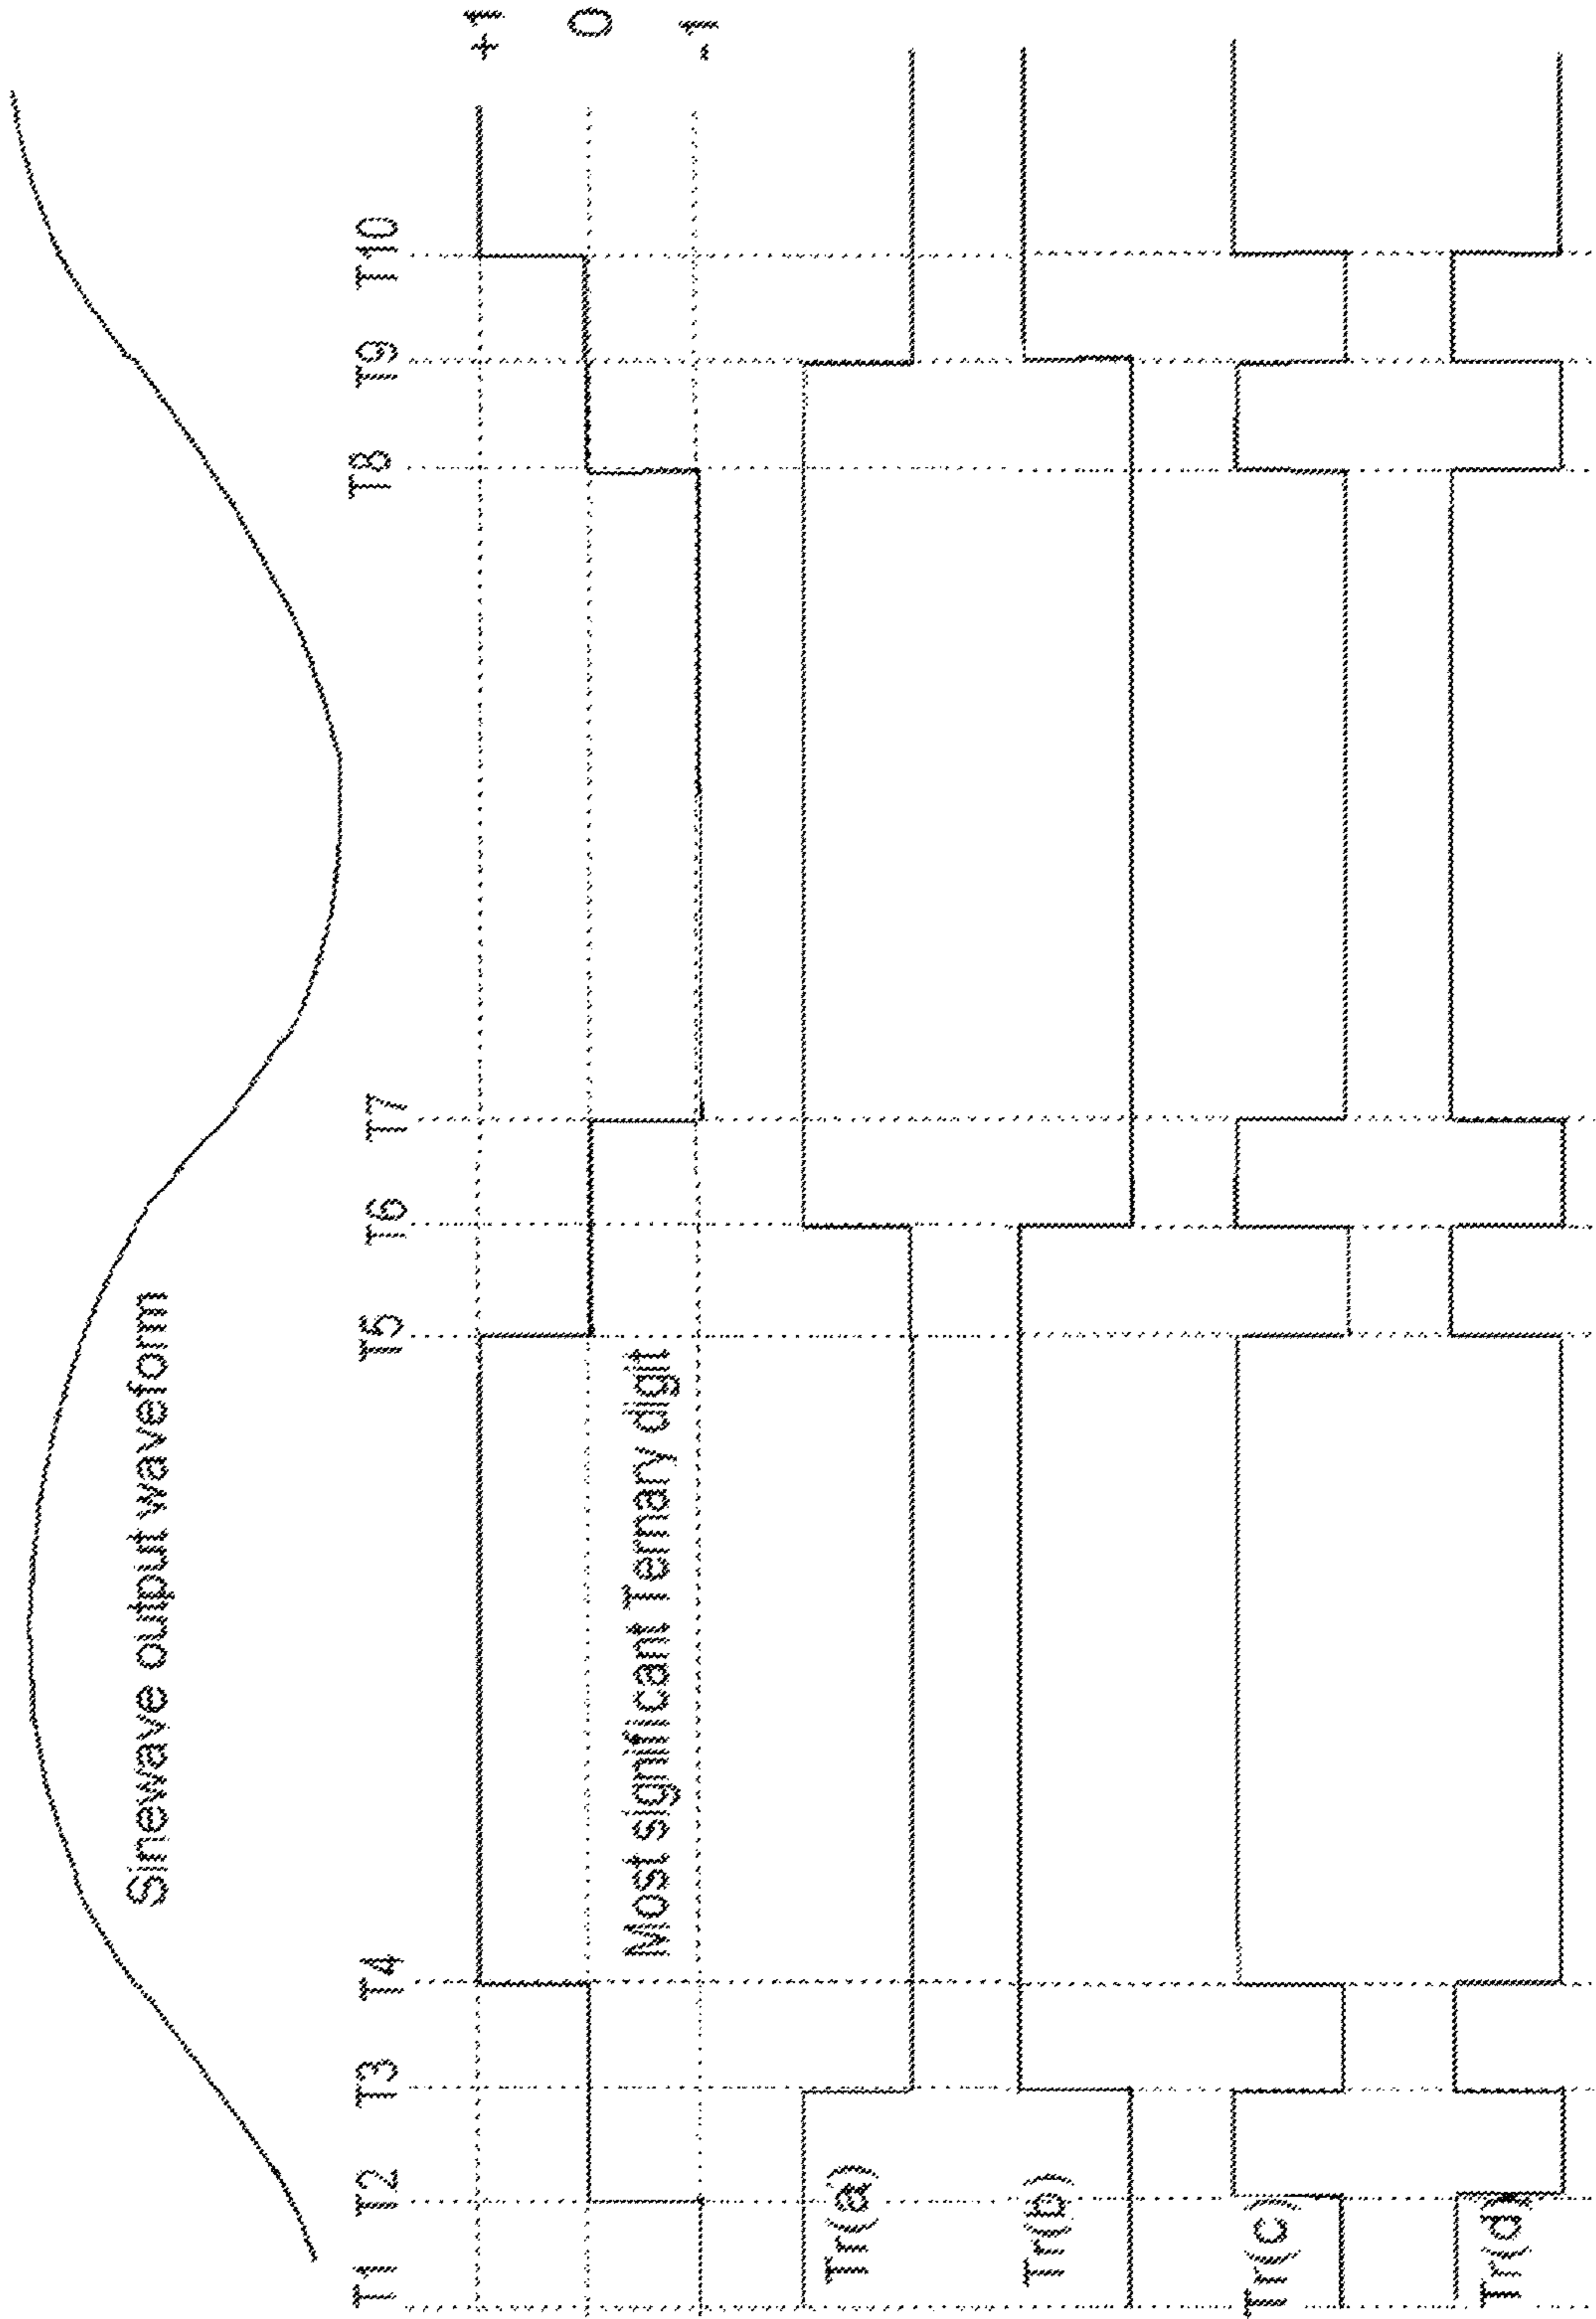 Sinewave output waveform
T1 T2 T3 T4 T5 T6 T7 T8 T9 T10
+1
0
Most significant Ternary digit
-1
Tr(a)
Tr(b)
Tr(c)
Tr(d)